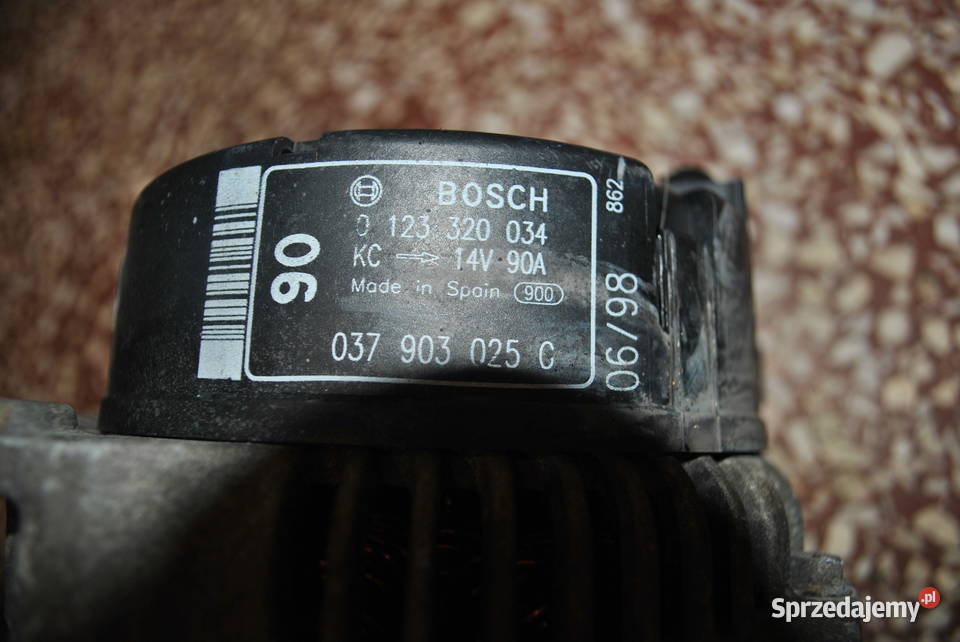 BOSCH
0 123 320 034
KC → 14V 90A
Made in Spain 900
037 903 025 C
90
862
06/98
Sprzedajemy.pl